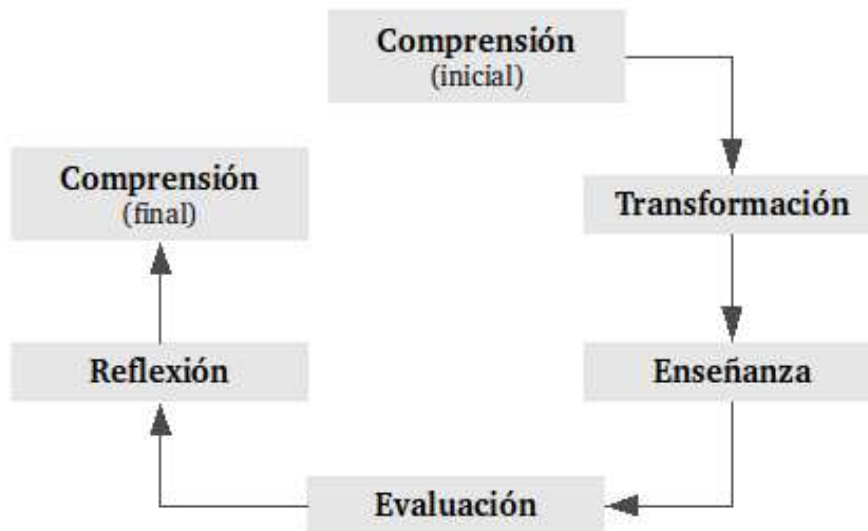 Comprensión
(inicial)
Transformación
Enseñanza
Evaluación
Reflexión
Comprensión
(final)